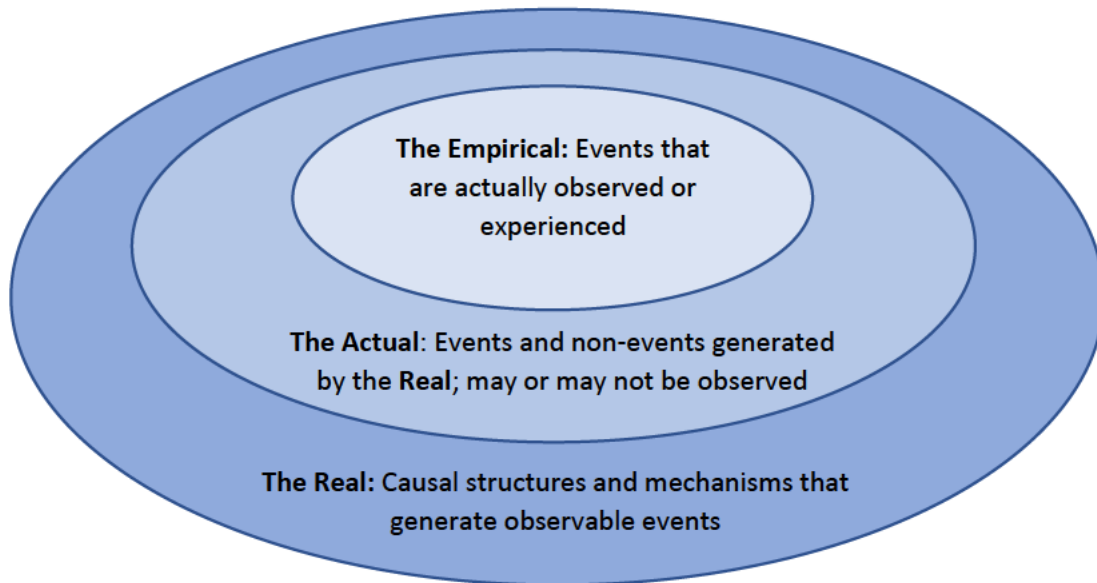 The Empirical: Events that
are actually observed or
experienced
The Actual: Events and non-events generated
by the Real; may or may not be observed
The Real: Causal structures and mechanisms that
generate observable events